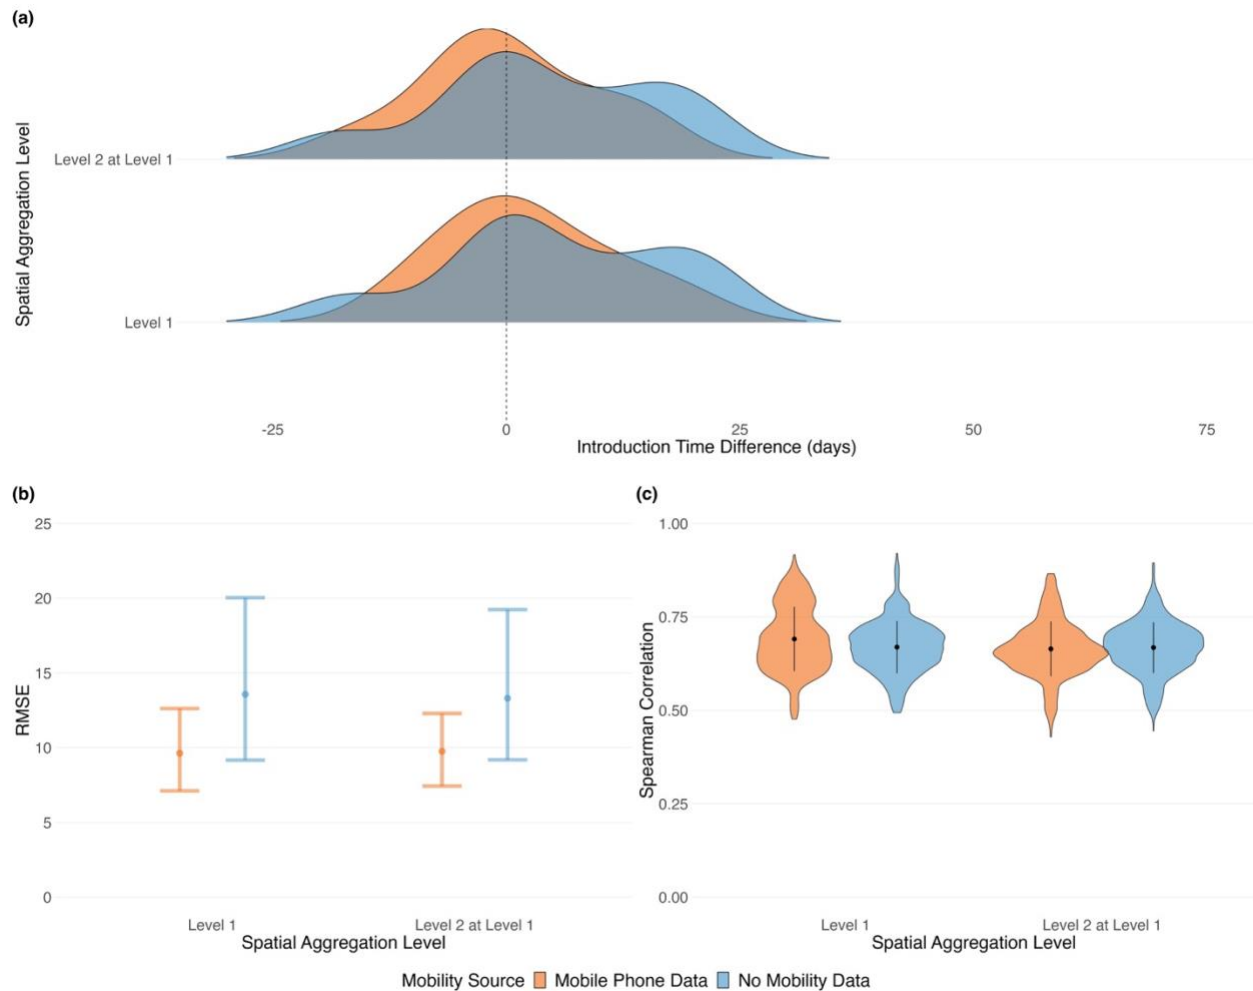 (a)
Spatial Aggregation Level
Level 2 at Level 1
Level 1
-25 0 25 50 75
Introduction Time Difference (days)
(b)
RMSE
25
20
15
10
5
0
Level 1 Level 2 at Level 1
Spatial Aggregation Level
(c)
Spearman Correlation
1.00
0.75
0.50
0.25
0.00
Level 1 Level 2 at Level 1
Spatial Aggregation Level
Mobility Source Mobile Phone Data No Mobility Data